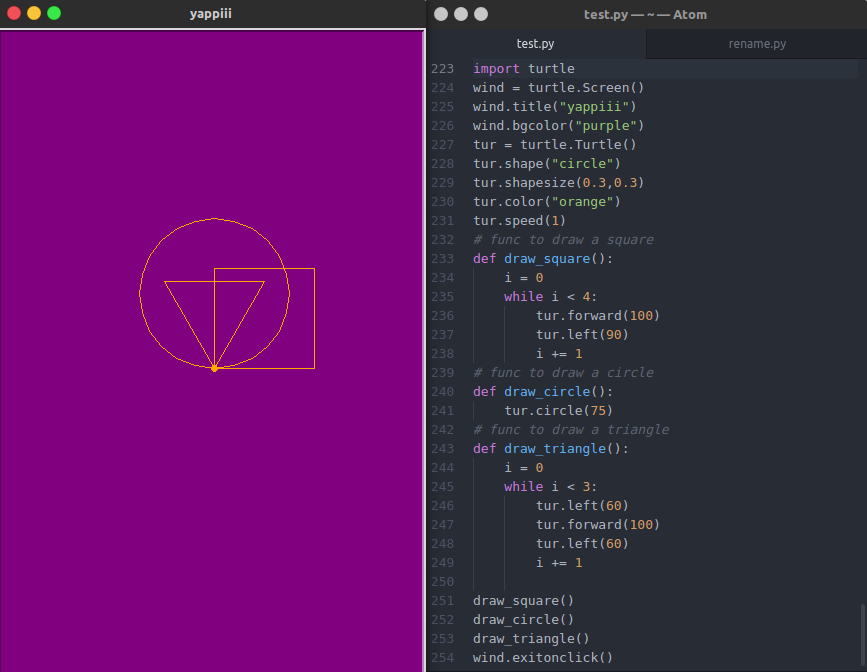 yappiii
test.py — ~ — Atom
test.py
rename.py
223 import turtle
224 wind = turtle.Screen()
225 wind.title("yappiii")
226 wind.bgcolor("purple")
227 tur = turtle.Turtle()
228 tur.shape("circle")
229 tur.shapesize(0.3,0.3)
230 tur.color("orange")
231 tur.speed(1)
232 # func to draw a square
233 def draw_square():
234     i = 0
235     while i < 4:
236         tur.forward(100)
237         tur.left(90)
238         i += 1
239 # func to draw a circle
240 def draw_circle():
241     tur.circle(75)
242 # func to draw a triangle
243 def draw_triangle():
244     i = 0
245     while i < 3:
246         tur.left(60)
247         tur.forward(100)
248         tur.left(60)
249         i += 1
250
251 draw_square()
252 draw_circle()
253 draw_triangle()
254 wind.exitonclick()